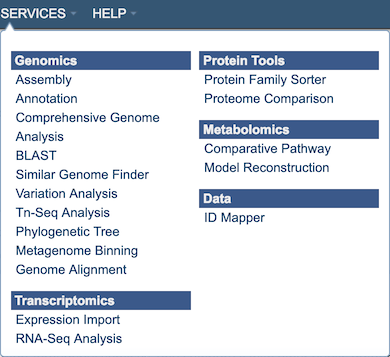 SERVICES HELP
Genomics
Assembly
Annotation
Comprehensive Genome
Analysis
BLAST
Similar Genome Finder
Variation Analysis
Tn-Seq Analysis
Phylogenetic Tree
Metagenome Binning
Genome Alignment
Transcriptomics
Expression Import
RNA-Seq Analysis
Protein Tools
Protein Family Sorter
Proteome Comparison
Metabolomics
Comparative Pathway
Model Reconstruction
Data
ID Mapper